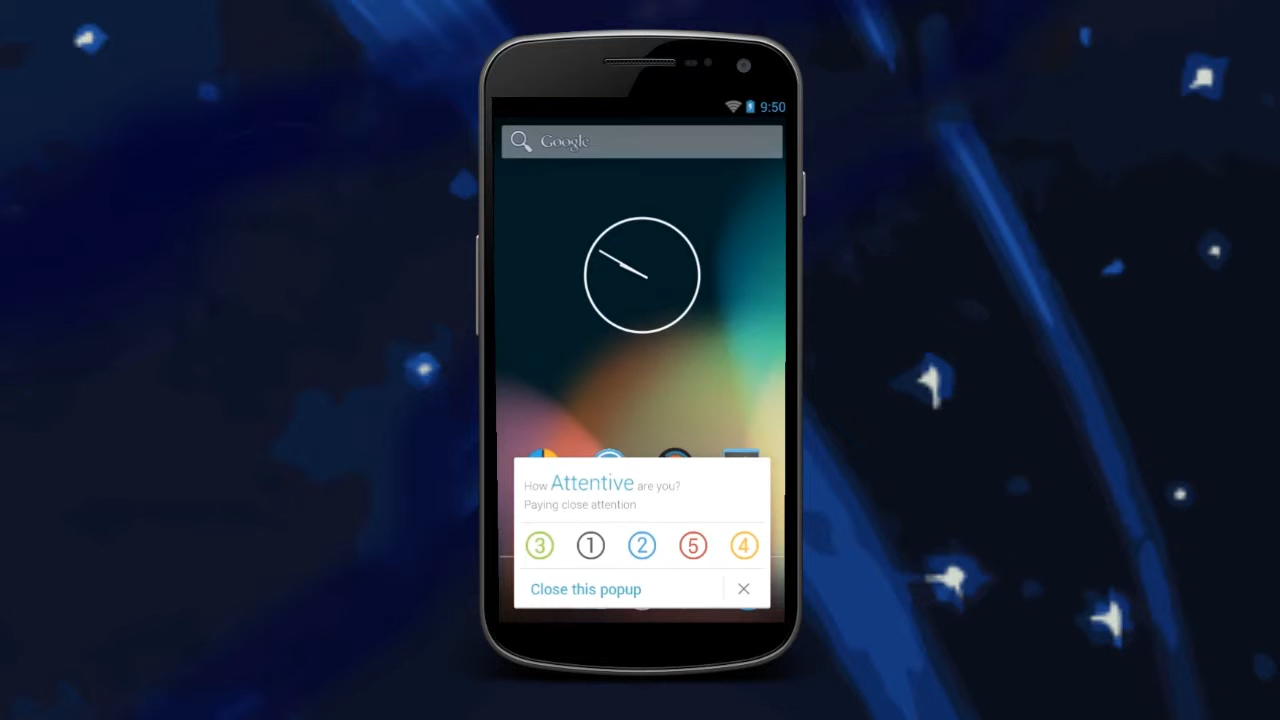 9:50
Google
How Attentive are you?
Paying close attention
3 1 2 5 4
Close this popup